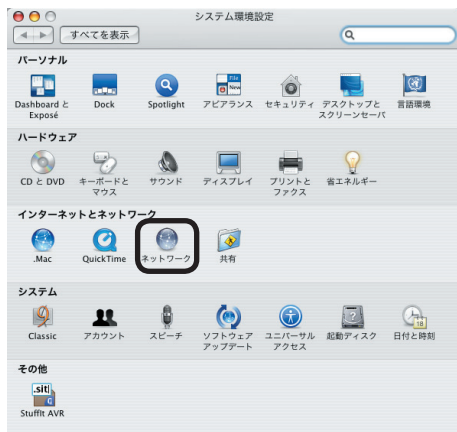 システム環境設定
すべてを表示
パーソナル
Dashboard と
Exposé
Dock
Spotlight
File
New
アピアランス
セキュリティ
デスクトップと
スクリーンセーバ
言語環境
ハードウェア
CD と DVD
キーボードと
マウス
サウンド
ディスプレイ
プリントと
ファクス
省エネルギー
インターネットとネットワーク
.Mac
QuickTime
ネットワーク
共有
システム
Classic
アカウント
スピーチ
ソフトウェア
アップデート
ユニバーサル
アクセス
起動ディスク
18
日付と時刻
その他
.sit
StuffIt AVR